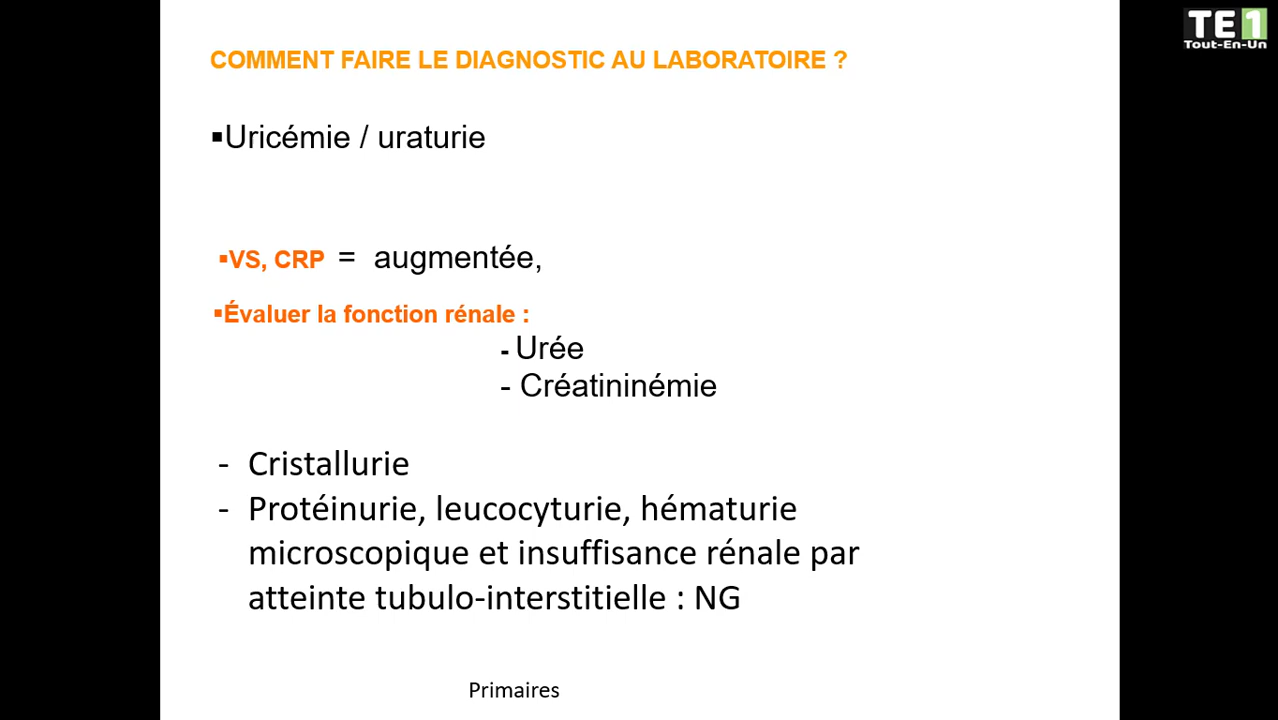 TE1
Tout-En-Un
COMMENT FAIRE LE DIAGNOSTIC AU LABORATOIRE ?
▪Uricémie / uraturie
▪VS, CRP = augmentée,
▪Évaluer la fonction rénale :
- Urée
- Créatininémie
- Cristallurie
- Protéinurie, leucocyturie, hématurie
microscopique et insuffisance rénale par
atteinte tubulo-interstitielle : NG
Primaires